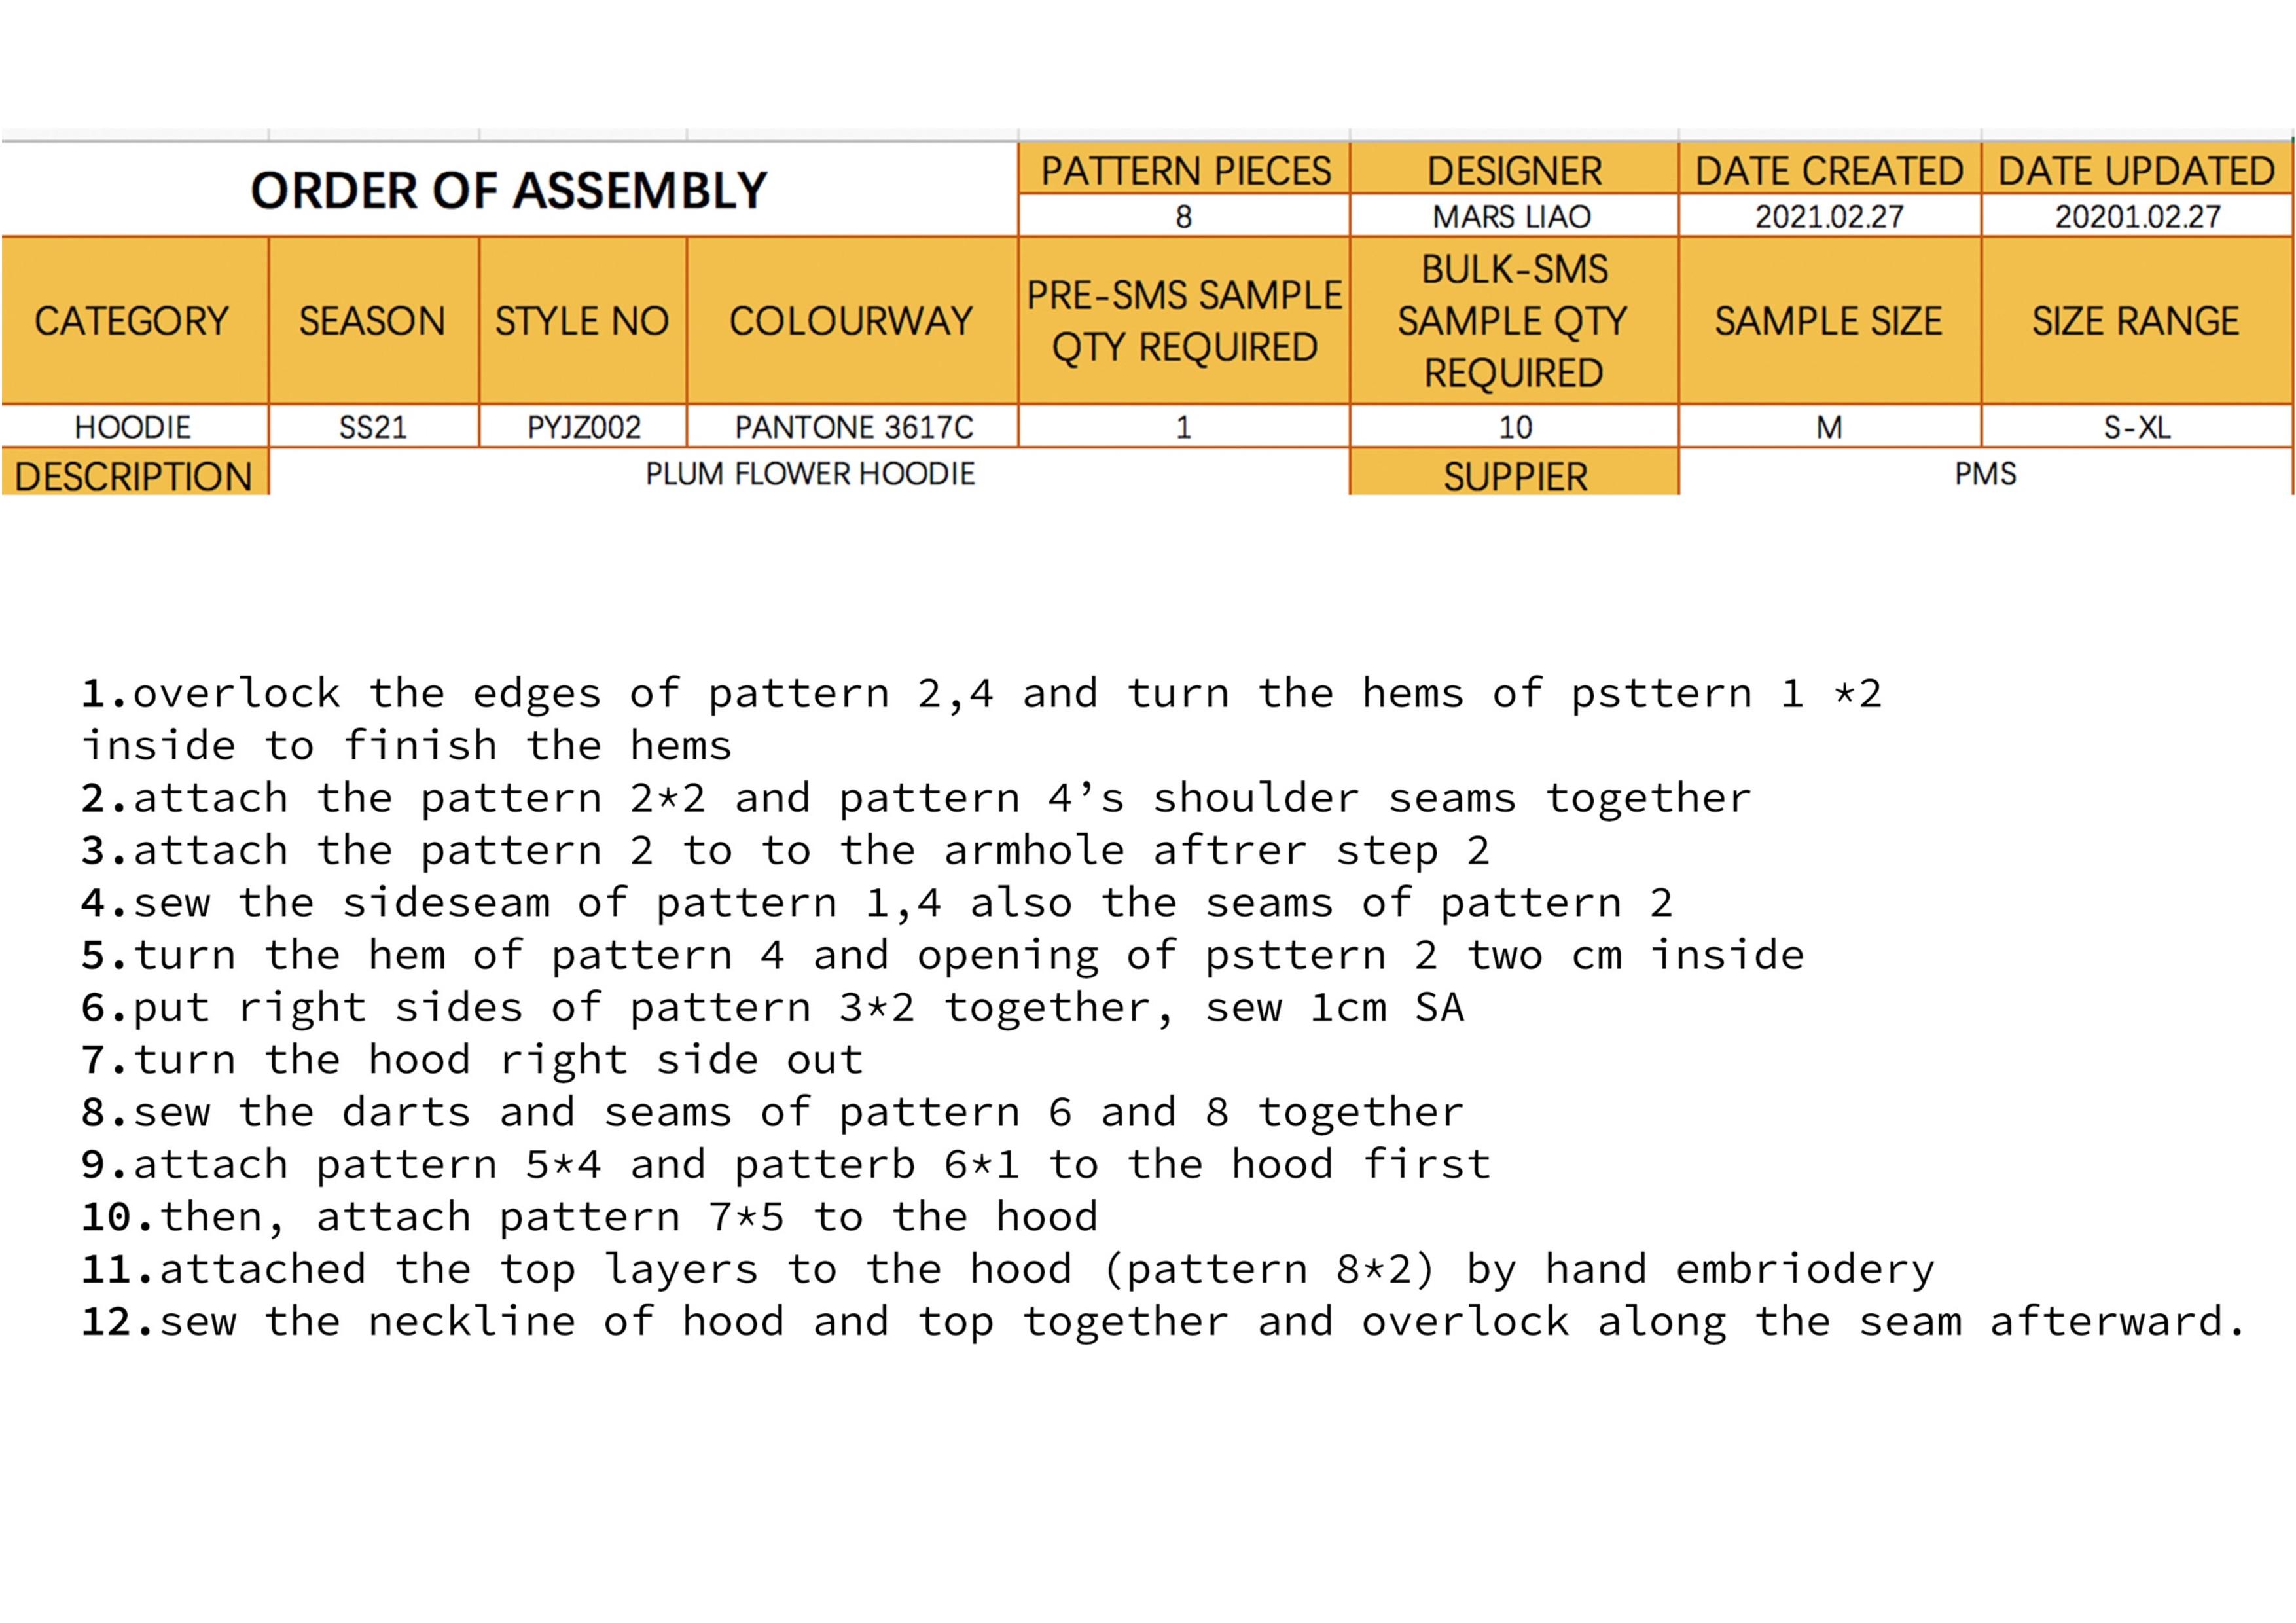 ORDER OF ASSEMBLY
PATTERN PIECES DESIGNER DATE CREATED DATE UPDATED
8 MARS LIAO 2021.02.27 20201.02.27
CATEGORY SEASON STYLE NO COLOURWAY PRE-SMS SAMPLE QTY REQUIRED BULK-SMS SAMPLE QTY REQUIRED SAMPLE SIZE SIZE RANGE
HOODIE SS21 PYJZ002 PANTONE 3617C 1 10 M S-XL
DESCRIPTION PLUM FLOWER HOODIE SUPPIER PMS
1.overlock the edges of pattern 2,4 and turn the hems of psttern 1 *2
inside to finish the hems
2.attach the pattern 2*2 and pattern 4’s shoulder seams together
3.attach the pattern 2 to to the armhole aftrer step 2
4.sew the sideseam of pattern 1,4 also the seams of pattern 2
5.turn the hem of pattern 4 and opening of psttern 2 two cm inside
6.put right sides of pattern 3*2 together, sew 1cm SA
7.turn the hood right side out
8.sew the darts and seams of pattern 6 and 8 together
9.attach pattern 5*4 and patterb 6*1 to the hood first
10.then, attach pattern 7*5 to the hood
11.attached the top layers to the hood (pattern 8*2) by hand embriodery
12.sew the neckline of hood and top together and overlock along the seam afterward.